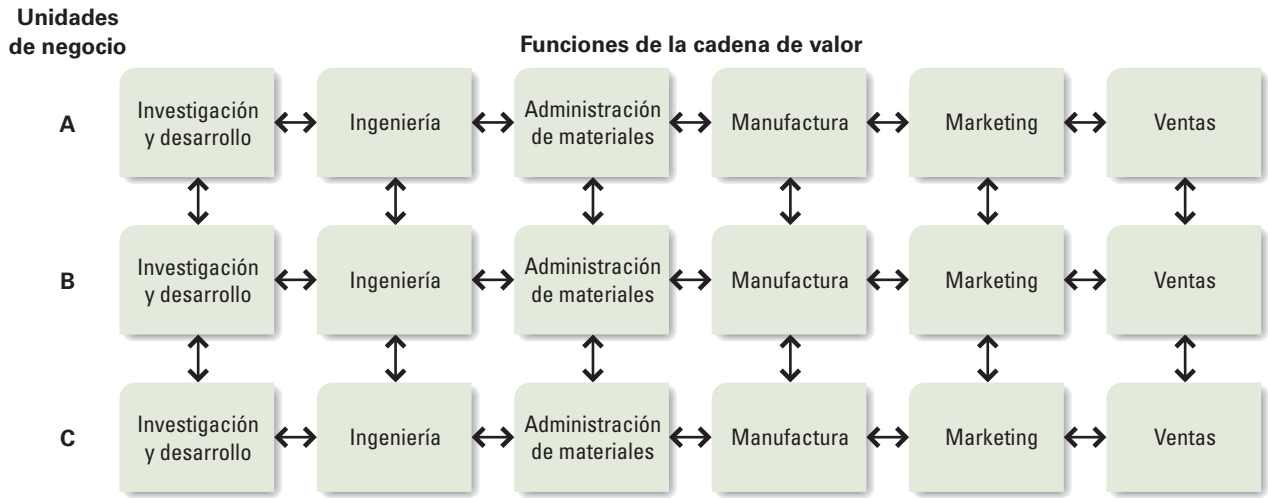 Unidades
de negocio
Funciones de la cadena de valor
A
Investigación
y desarrollo
Ingeniería
Administración
de materiales
Manufactura
Marketing
Ventas
B
Investigación
y desarrollo
Ingeniería
Administración
de materiales
Manufactura
Marketing
Ventas
C
Investigación
y desarrollo
Ingeniería
Administración
de materiales
Manufactura
Marketing
Ventas